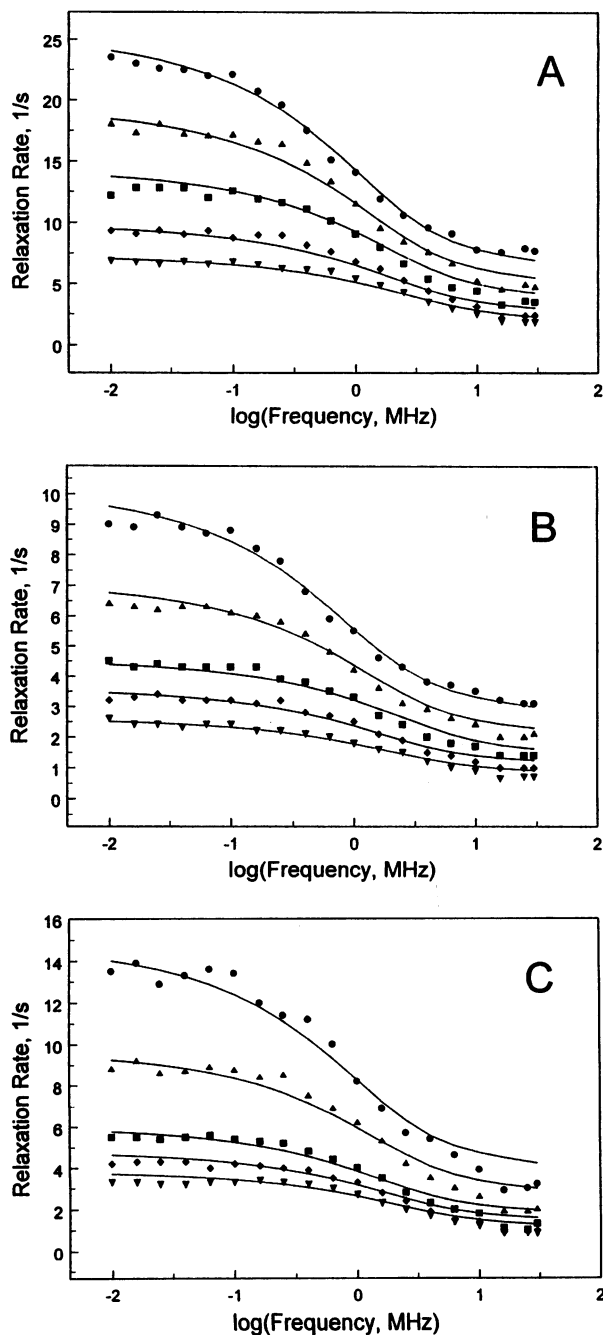 A
25
20
15
10
5
0
Relaxation Rate, 1/s
-2 -1 0 1 2
log(Frequency, MHz)
B
10
9
8
7
6
5
4
3
2
1
0
Relaxation Rate, 1/s
-2 -1 0 1 2
log(Frequency, MHz)
C
16
14
12
10
8
6
4
2
0
Relaxation Rate, 1/s
-2 -1 0 1 2
log(Frequency, MHz)